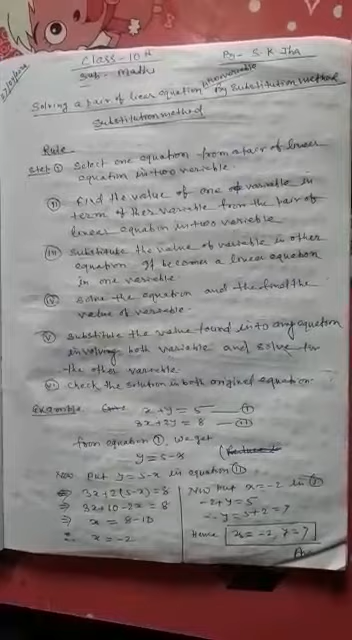 Class-10th By- S.K Jha
Sub- Math
Solving a pair of linear equation By Substitution method
Substitution method
Rule
Step (I) Select one equation from a pair of linear
equation in two variable.
(II) Find the value of one variable in
term of other variable from the pair of
linear equation in two variable
(III) Substitute the value of variable in other
equation. It becomes a linear equation
in one variable.
(IV) Solve the equation and the find the
value of variable.
(V) Substitute the value found in to any equation
involving both variable and solve for
the other variable.
(VI) Check the solution in both original equation.
Example x+y = 5 —(I)
3x+2y = 8 —(II)
from equation (I) we get
y = 5-x
Now put y = 5-x in equation (II)
⇒ 3x+2(5-x) = 8
⇒ 3x+10-2x = 8
⇒ x = 8-10
∴ x = -2
Now put x = -2 in (I)
-2+y = 5
∴ y = 5+2 = 7
Hence x = -2, y = 7